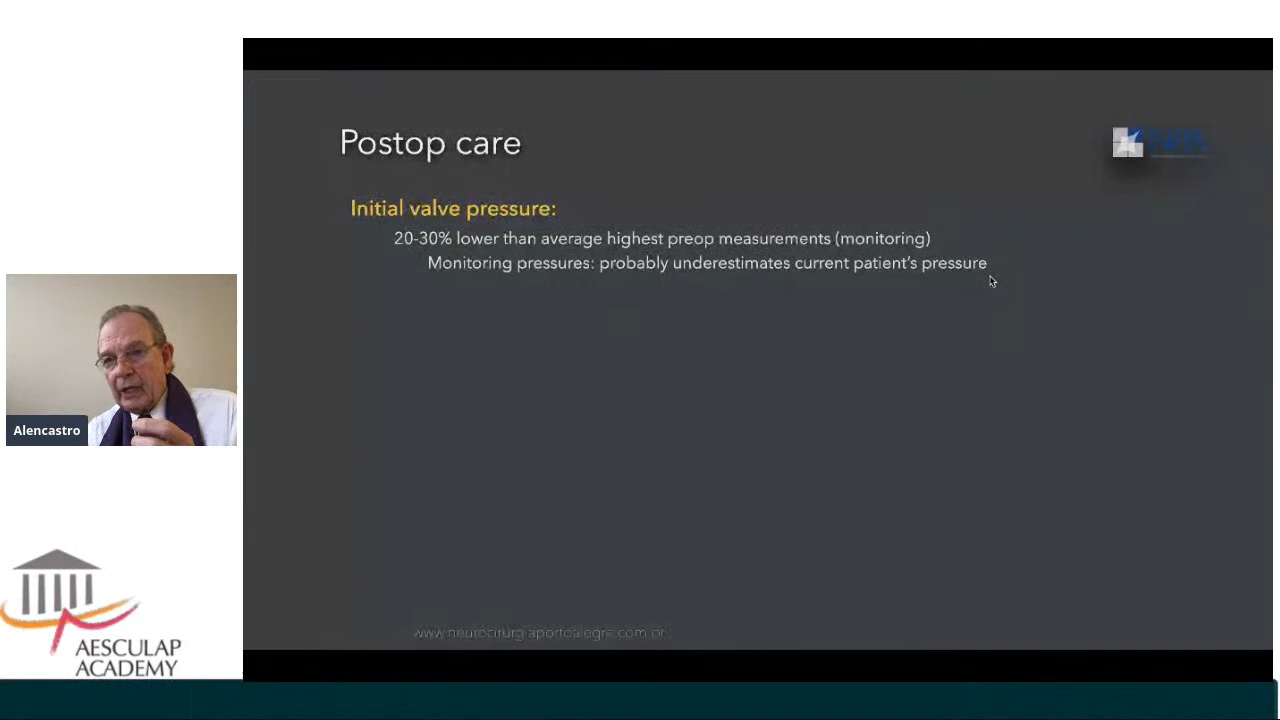 Postop care
Initial valve pressure:
20-30% lower than average highest preop measurements (monitoring)
Monitoring pressures: probably underestimates current patient's pressure
Alencastro
AESCULAP
ACADEMY
www.neurocirurgiaportoalegre.com.br